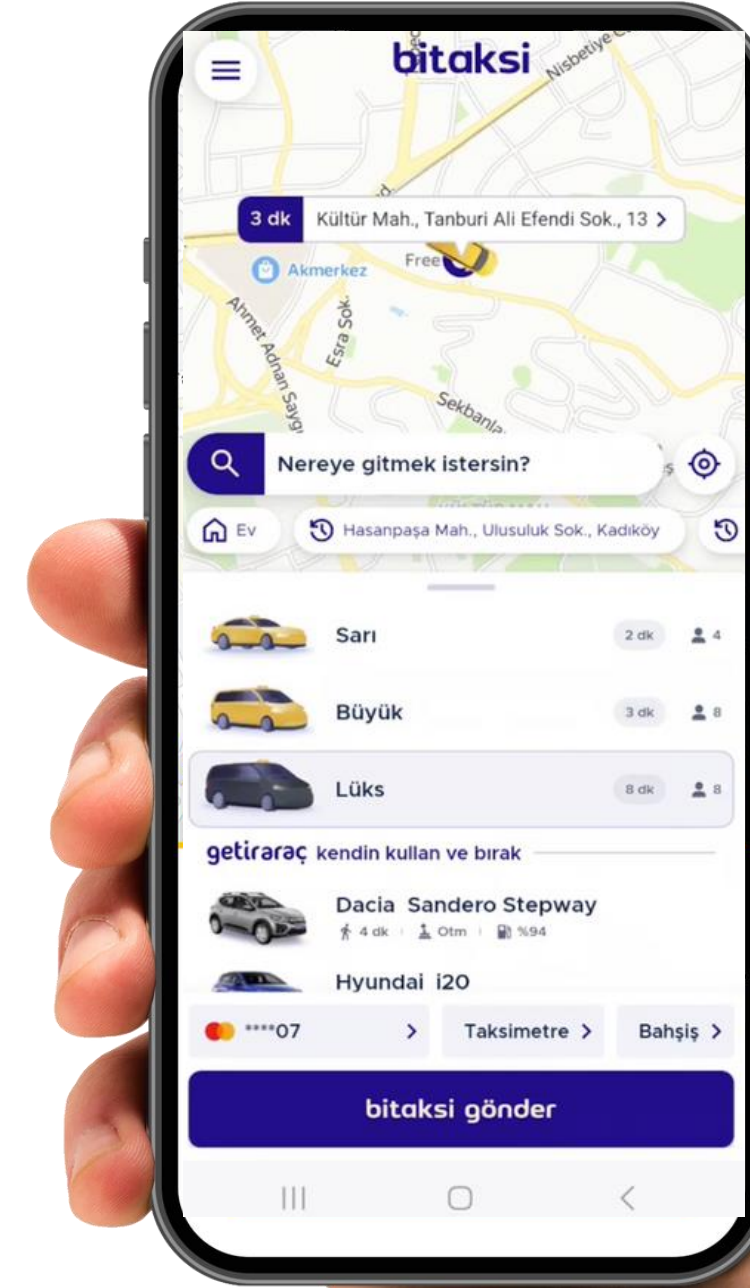 bitaksi
Nisbetiye
3 dk Kültür Mah., Tanburi Ali Efendi Sok., 13
Akmerkez
Free
Esra Sok.
Ahmet Adnan Saygı
Sekbanla
Nereye gitmek istersin?
Ev
Hasanpaşa Mah., Ulusuluk Sok., Kadıköy
Sarı 2 dk 4
Büyük 3 dk 8
Lüks 8 dk 8
getiraraç kendin kullan ve bırak
Dacia Sandero Stepway
4 dk Otm %94
Hyundai i20
****07 Taksimetre Bahşiş
bitaksi gönder